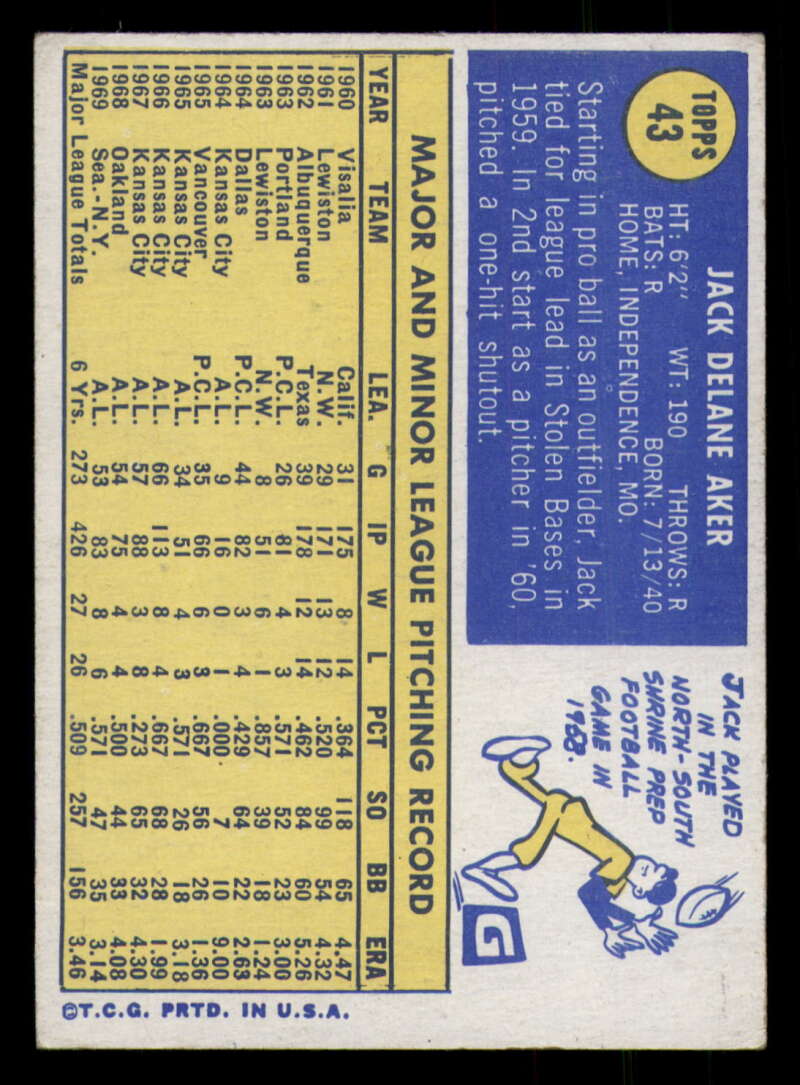 TOPPS
43
JACK DELANE AKER
HT: 6'2" WT: 190 THROWS: R
BATS: R BORN: 7/13/40
HOME, INDEPENDENCE, MO.
Starting in pro ball as an outfielder, Jack
tied for league lead in Stolen Bases in
1959. In 2nd start as a pitcher in '60,
pitched a one-hit shutout.
JACK PLAYED
IN THE
NORTH-SOUTH
SHRINE PREP
FOOTBALL
GAME IN
1968.
G
MAJOR AND MINOR LEAGUE PITCHING RECORD
YEAR TEAM LEA. G IP W L PCT SO BB ERA
1960 Visalia Calif. 31 175 8 14 .364 118 65 4.47
1961 Lewiston N.W. 29 171 13 12 .520 99 54 4.32
1962 Albuquerque Texas 39 178 12 14 .462 84 60 5.26
1963 Portland P.C.L. 26 81 4 3 .571 52 23 3.00
1963 Lewiston N.W. 8 51 6 1 .857 39 18 1.24
1964 Dallas P.C.L. 44 82 3 4 .429 64 22 2.63
1964 Kansas City A.L. 9 16 0 1 .000 7 10 9.00
1965 Vancouver P.C.L. 35 66 6 3 .667 56 26 1.36
1965 Kansas City A.L. 34 51 4 3 .571 26 18 3.18
1966 Kansas City A.L. 66 113 8 4 .667 68 28 1.99
1967 Kansas City A.L. 57 88 3 8 .273 65 32 4.30
1968 Oakland A.L. 54 75 4 4 .500 44 33 4.08
1969 Sea.-N.Y. A.L. 53 83 8 6 .571 47 35 3.14
Major League Totals 6 Yrs. 273 426 27 26 .509 257 156 3.46
©T.C.G. PRTD. IN U.S.A.